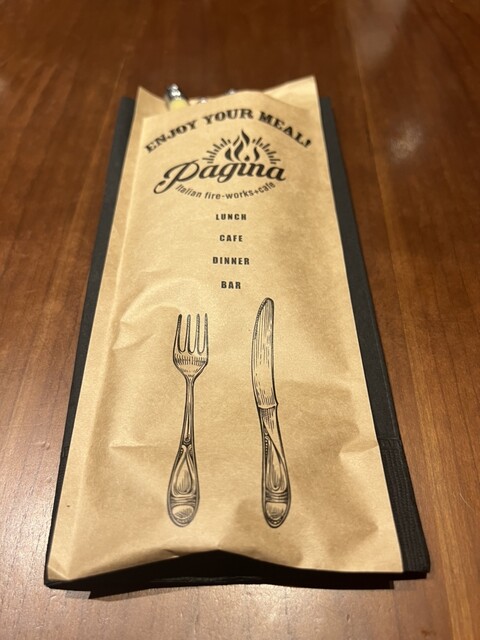 ENJOY YOUR MEAL!
Pagina
Italian fire-works+cafe
LUNCH
CAFE
DINNER
BAR